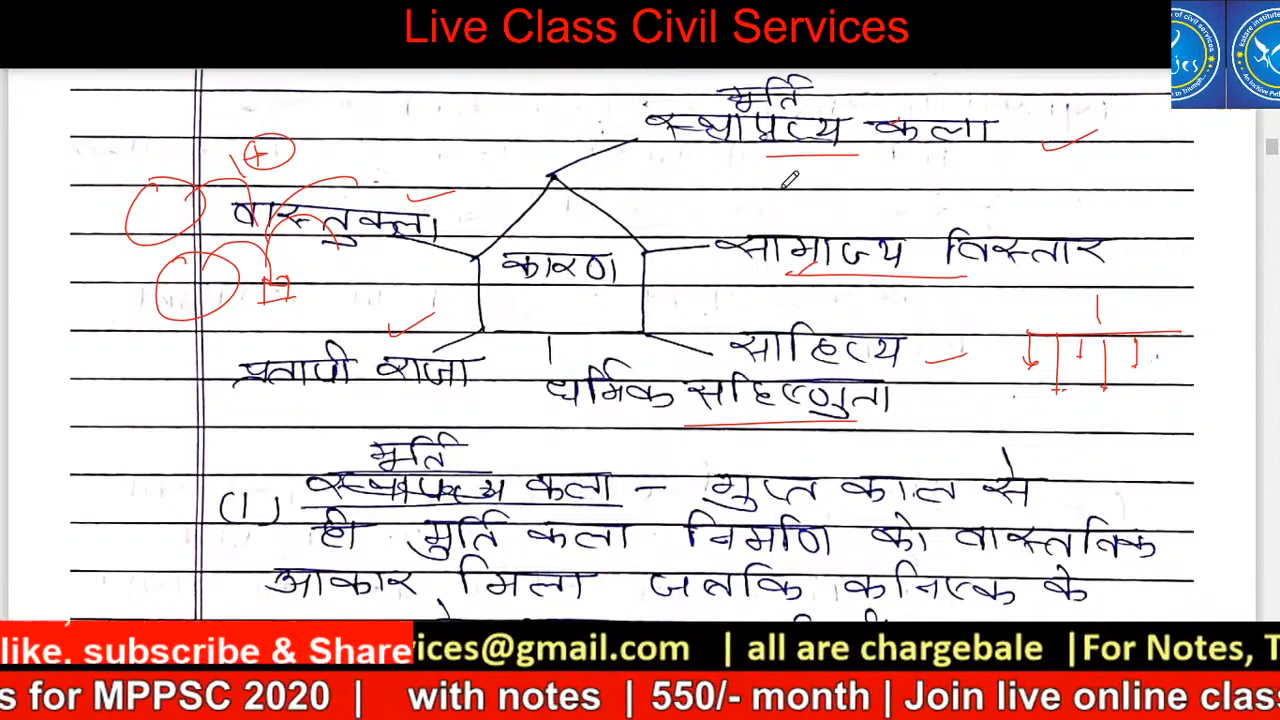 Live Class Civil Services
मूर्ति
स्थापत्य कला
वास्तुकला
कारण
साम्राज्य विस्तार
प्रतापी राजा
साहित्य
धार्मिक सहिष्णुता
मूर्ति
(1) स्थापत्य कला - गुप्त काल से
ही मूर्ति कला निर्माण को वास्तविक
आकार मिला जबकि कनिष्क के
like, subscribe & Share
ices@gmail.com | all are chargebale |For Notes, T
s for MPPSC 2020 | with notes | 550/- month | Join live online clas